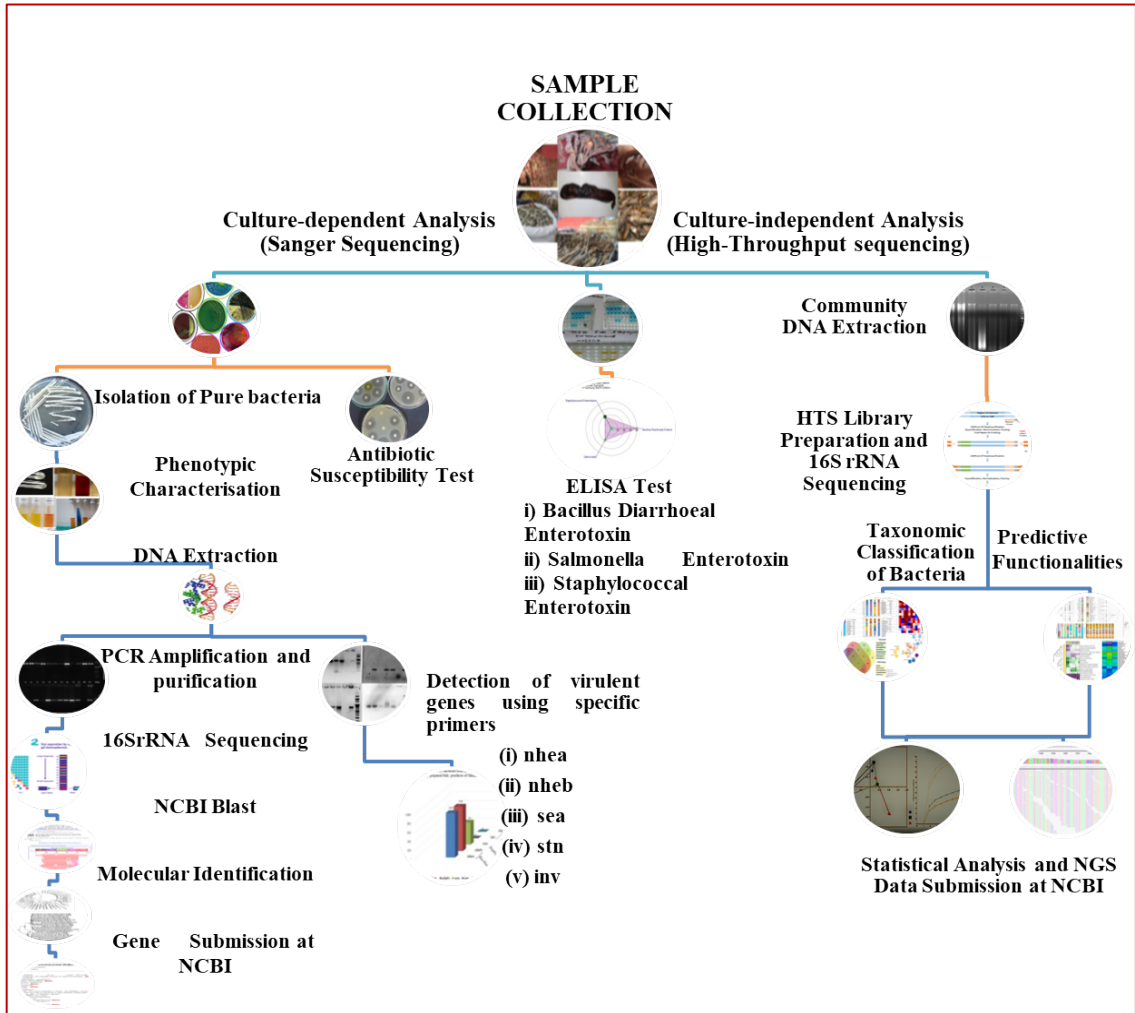 SAMPLE
COLLECTION
Culture-dependent Analysis
(Sanger Sequencing)
Culture-independent Analysis
(High-Throughput sequencing)
Community
DNA Extraction
Isolation of Pure bacteria
Antibiotic
Susceptibility Test
Phenotypic
Characterisation
DNA Extraction
PCR Amplification and
purification
16SrRNA Sequencing
NCBI Blast
Molecular Identification
Gene Submission at
NCBI
Detection of virulent
genes using specific
primers
(i) nhea
(ii) nheb
(iii) sea
(iv) stn
(v) inv
ELISA Test
i) Bacillus Diarrhoeal
Enterotoxin
ii) Salmonella Enterotoxin
iii) Staphylococcal
Enterotoxin
HTS Library
Preparation and
16S rRNA
Sequencing
Taxonomic
Classification
of Bacteria
Predictive
Functionalities
Statistical Analysis and NGS
Data Submission at NCBI